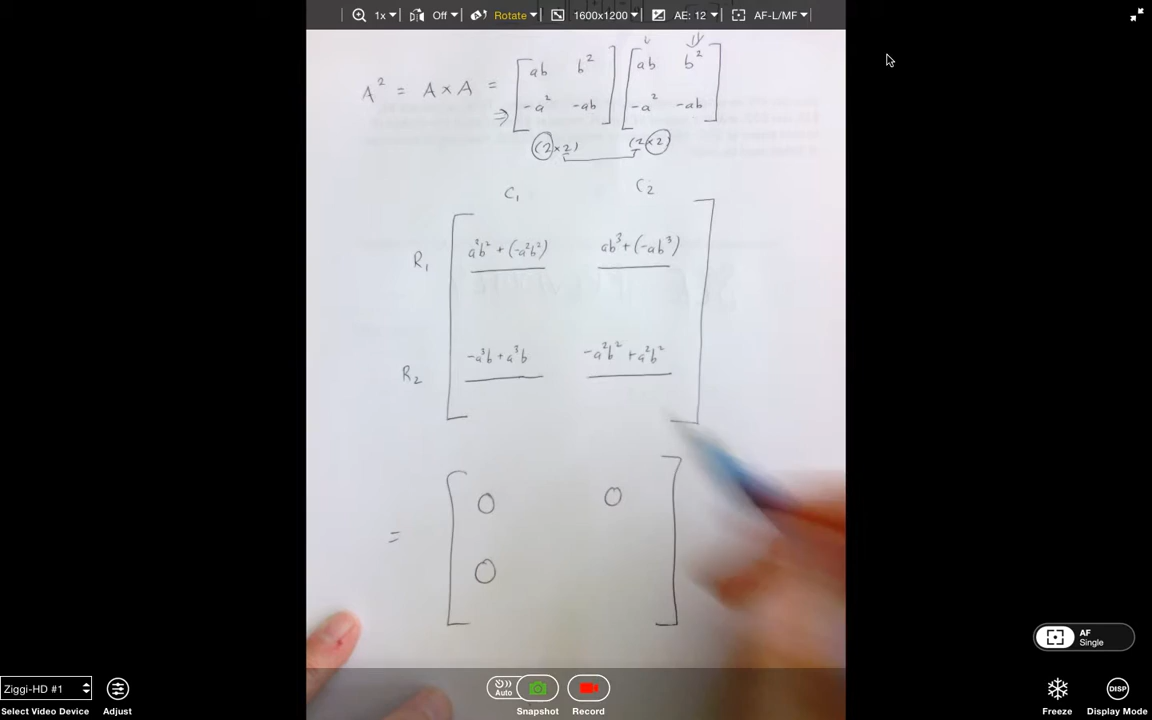 1x Off Rotate 1600x1200 AE: 12 AF-L/MF
A² = A × A = [ab b² -a² -ab] [ab b² -a² -ab]
⇒
(2×2) (2×2)
C₁ C₂
R₁ a²b² + (-a²b²) ab³ + (-ab³)
R₂ -a³b + a³b -a²b² + a²b²
= [0 0
0]
AF
Single
Ziggi-HD #1
Select Video Device
Adjust
Auto
Snapshot
Record
Freeze
DISP
Display Mode